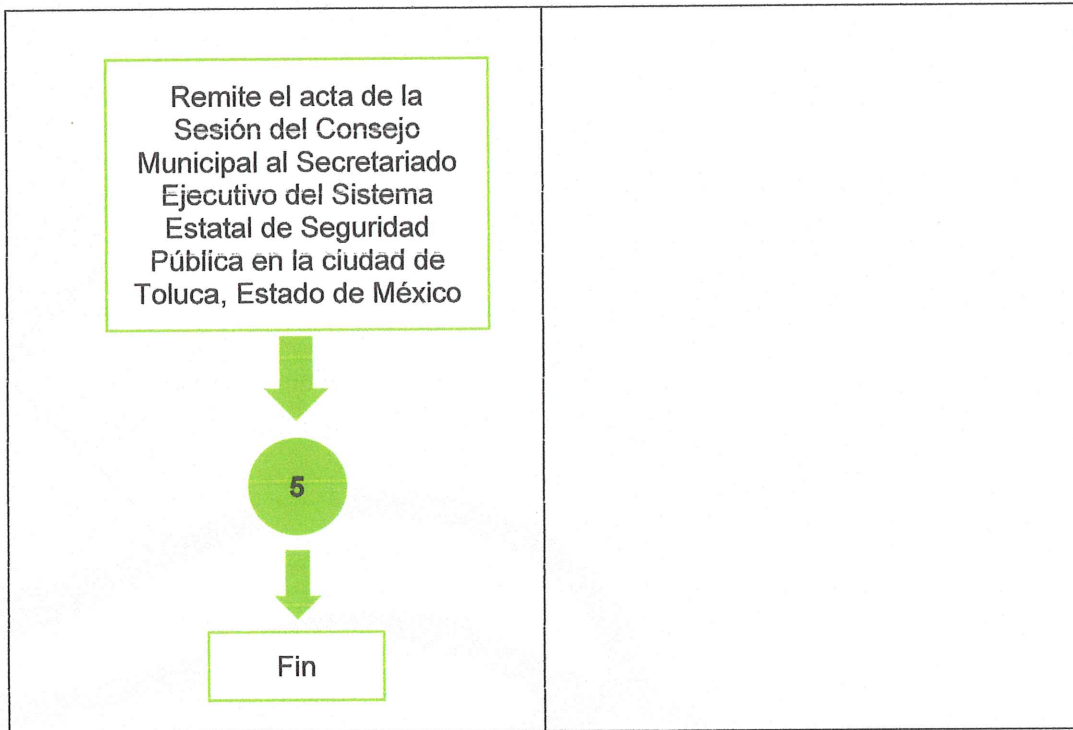 Remite el acta de la
Sesión del Consejo
Municipal al Secretariado
Ejecutivo del Sistema
Estatal de Seguridad
Pública en la ciudad de
Toluca, Estado de México
5
Fin